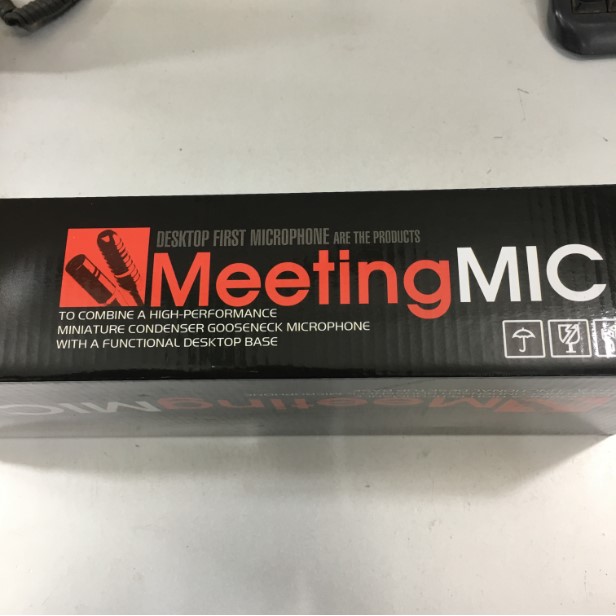 DESKTOP FIRST MICROPHONE ARE THE PRODUCTS
MeetingMIC
TO COMBINE A HIGH-PERFORMANCE
MINIATURE CONDENSER GOOSENECK MICROPHONE
WITH A FUNCTIONAL DESKTOP BASE
MeetingMIC